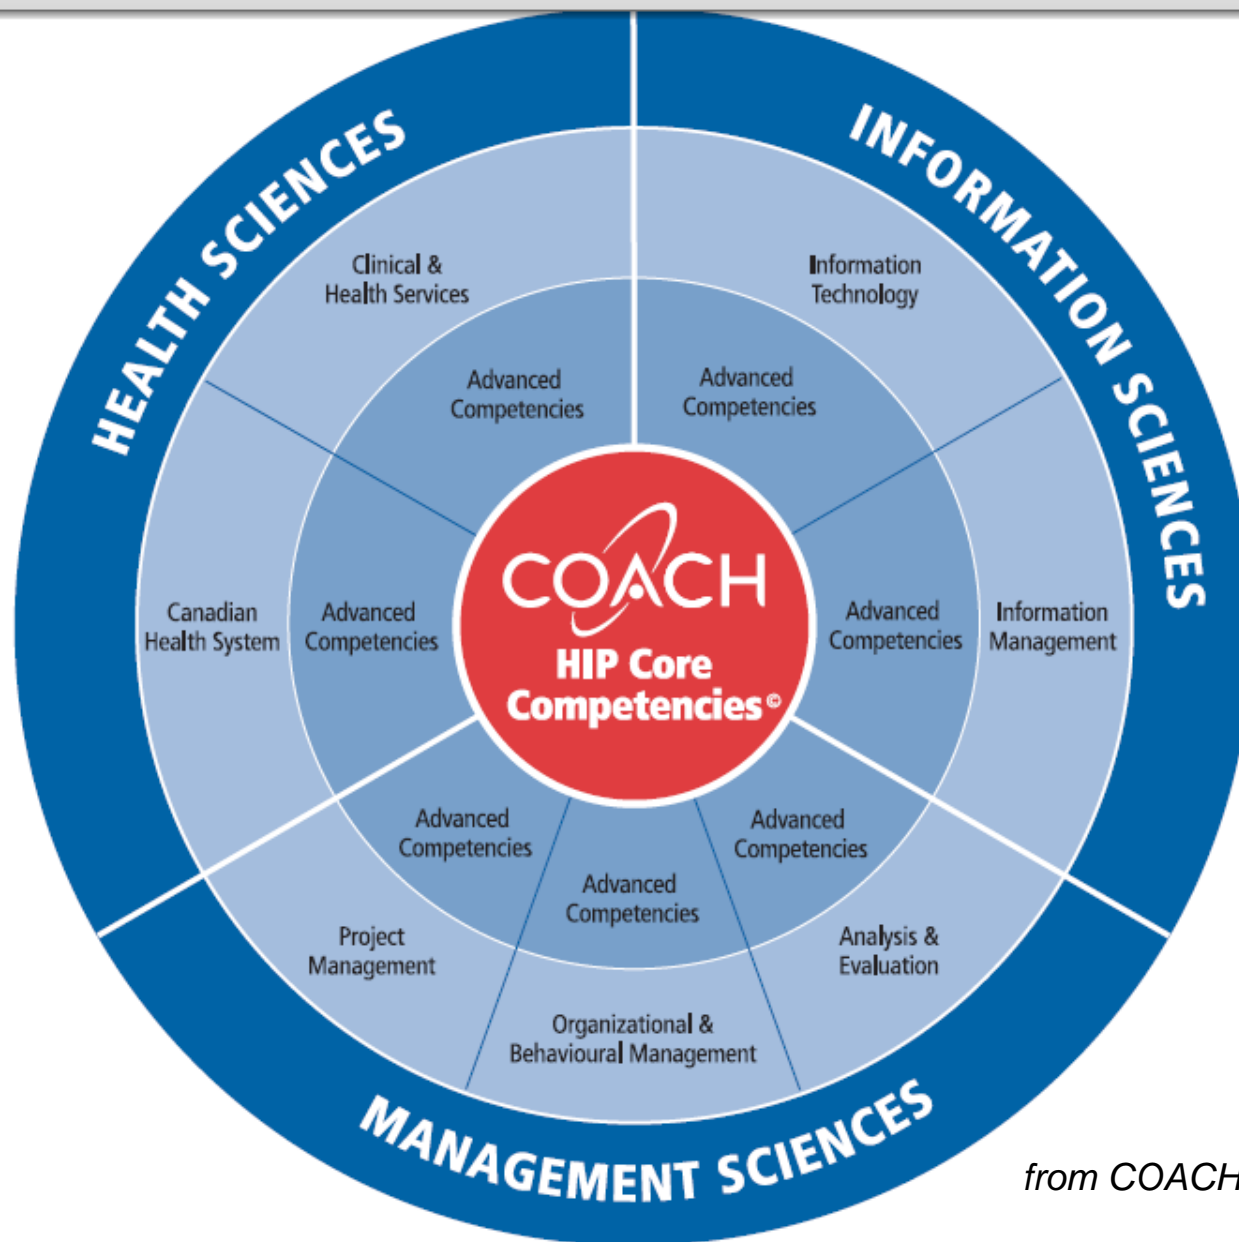 HEALTH SCIENCES
INFORMATION SCIENCES
Clinical &
Health Services
Information
Technology
Advanced
Competencies
Advanced
Competencies
Canadian
Health System
Advanced
Competencies
COACH
HIP Core
Competencies©
Advanced
Competencies
Information
Management
Advanced
Competencies
Advanced
Competencies
Advanced
Competencies
Project
Management
Organizational &
Behavioural Management
Analysis &
Evaluation
MANAGEMENT SCIENCES
from COACH